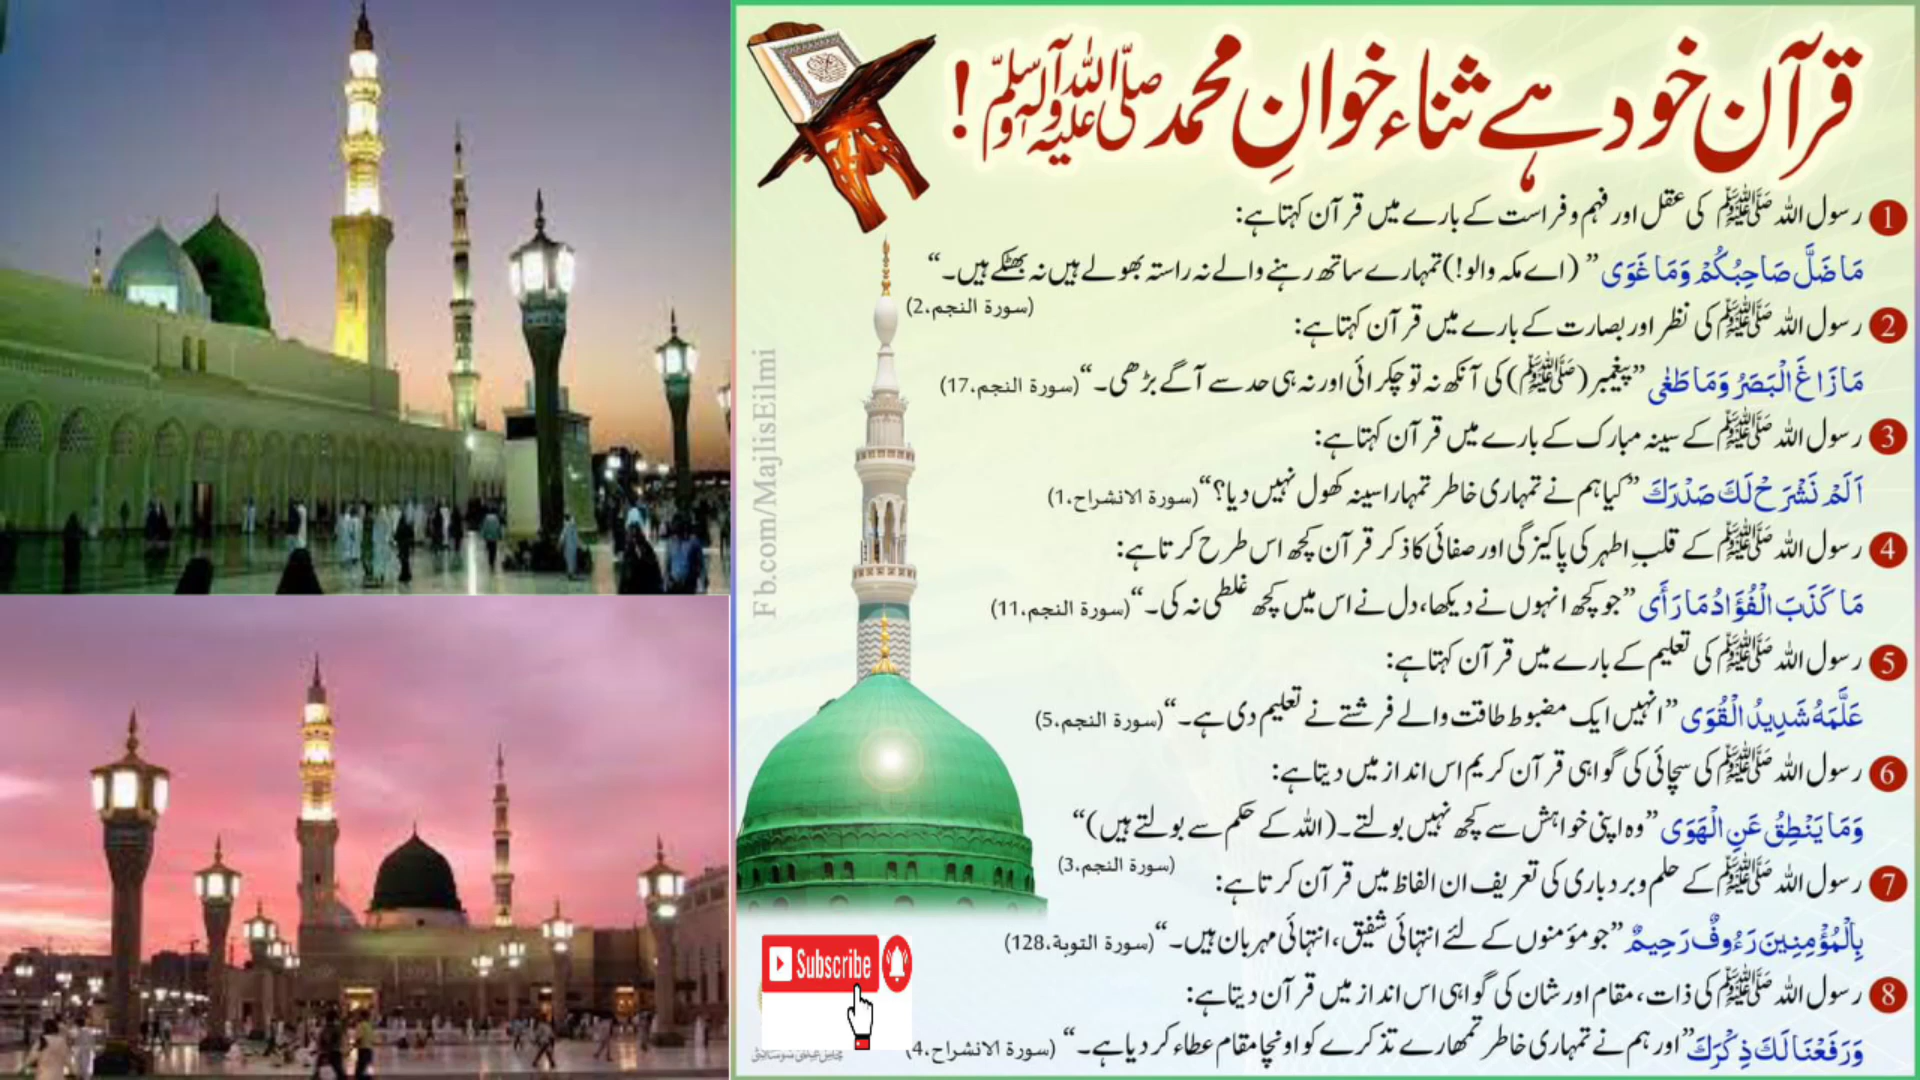 قرآن خود ہے ثناء خوانِ محمد صلی اللہ علیہ وآلہ وسلم!
1 رسول اللہ ﷺ کی عقل اور فہم و فراست کے بارے میں قرآن کہتا ہے:
مَا ضَلَّ صَاحِبُكُمْ وَمَا غَوَى ”(اے مکہ والو!) تمہارے ساتھ رہنے والے نہ راستہ بھولے ہیں نہ بھٹکے ہیں۔“
(سورۃ النجم،2)
2 رسول اللہ ﷺ کی نظر اور بصارت کے بارے میں قرآن کہتا ہے:
مَا زَاغَ الْبَصَرُ وَمَا طَغٰی ”پیغمبر (ﷺ) کی آنکھ نہ تو چکرائی اور نہ ہی حد سے آگے بڑھی۔“ (سورۃ النجم،17)
3 رسول اللہ ﷺ کے سینہ مبارک کے بارے میں قرآن کہتا ہے:
اَلَمْ نَشْرَحْ لَكَ صَدْرَكَ ”کیا ہم نے تمہاری خاطر تمہارا سینہ کھول نہیں دیا؟“ (سورۃ الانشراح،1)
4 رسول اللہ ﷺ کے قلبِ اطہر کی پاکیزگی اور صفائی کا ذکر قرآن کچھ اس طرح کرتا ہے:
مَا كَذَبَ الْفُؤَادُ مَا رَأَى ”جو کچھ انہوں نے دیکھا، دل نے اس میں کچھ غلطی نہ کی۔“ (سورۃ النجم،11)
5 رسول اللہ ﷺ کی تعلیم کے بارے میں قرآن کہتا ہے:
عَلَّمَهُ شَدِيدُ الْقُوَى ”انہیں ایک مضبوط طاقت والے فرشتے نے تعلیم دی ہے۔“ (سورۃ النجم،5)
6 رسول اللہ ﷺ کی سچائی کی گواہی قرآن کریم اس انداز میں دیتا ہے:
وَمَا يَنْطِقُ عَنِ الْهَوَى ”وہ اپنی خواہش سے کچھ نہیں بولتے۔ (اللہ کے حکم سے بولتے ہیں)“
(سورۃ النجم،3)
7 رسول اللہ ﷺ کے حلم و بردباری کی تعریف ان الفاظ میں قرآن کرتا ہے:
بِالْمُؤْمِنِينَ رَءُوفٌ رَحِيمٌ ”جو مؤمنوں کے لئے انتہائی شفیق، انتہائی مہربان ہیں۔“ (سورۃ التوبۃ،128)
8 رسول اللہ ﷺ کی ذات، مقام اور شان کی گواہی اس انداز میں قرآن دیتا ہے:
وَرَفَعْنَا لَكَ ذِكْرَكَ ”اور ہم نے تمہاری خاطر تمھارے تذکرے کو اونچا مقام عطاء کر دیا ہے۔“ (سورۃ الانشراح،4)
Fb.com/MajlisEilmi
Subscribe